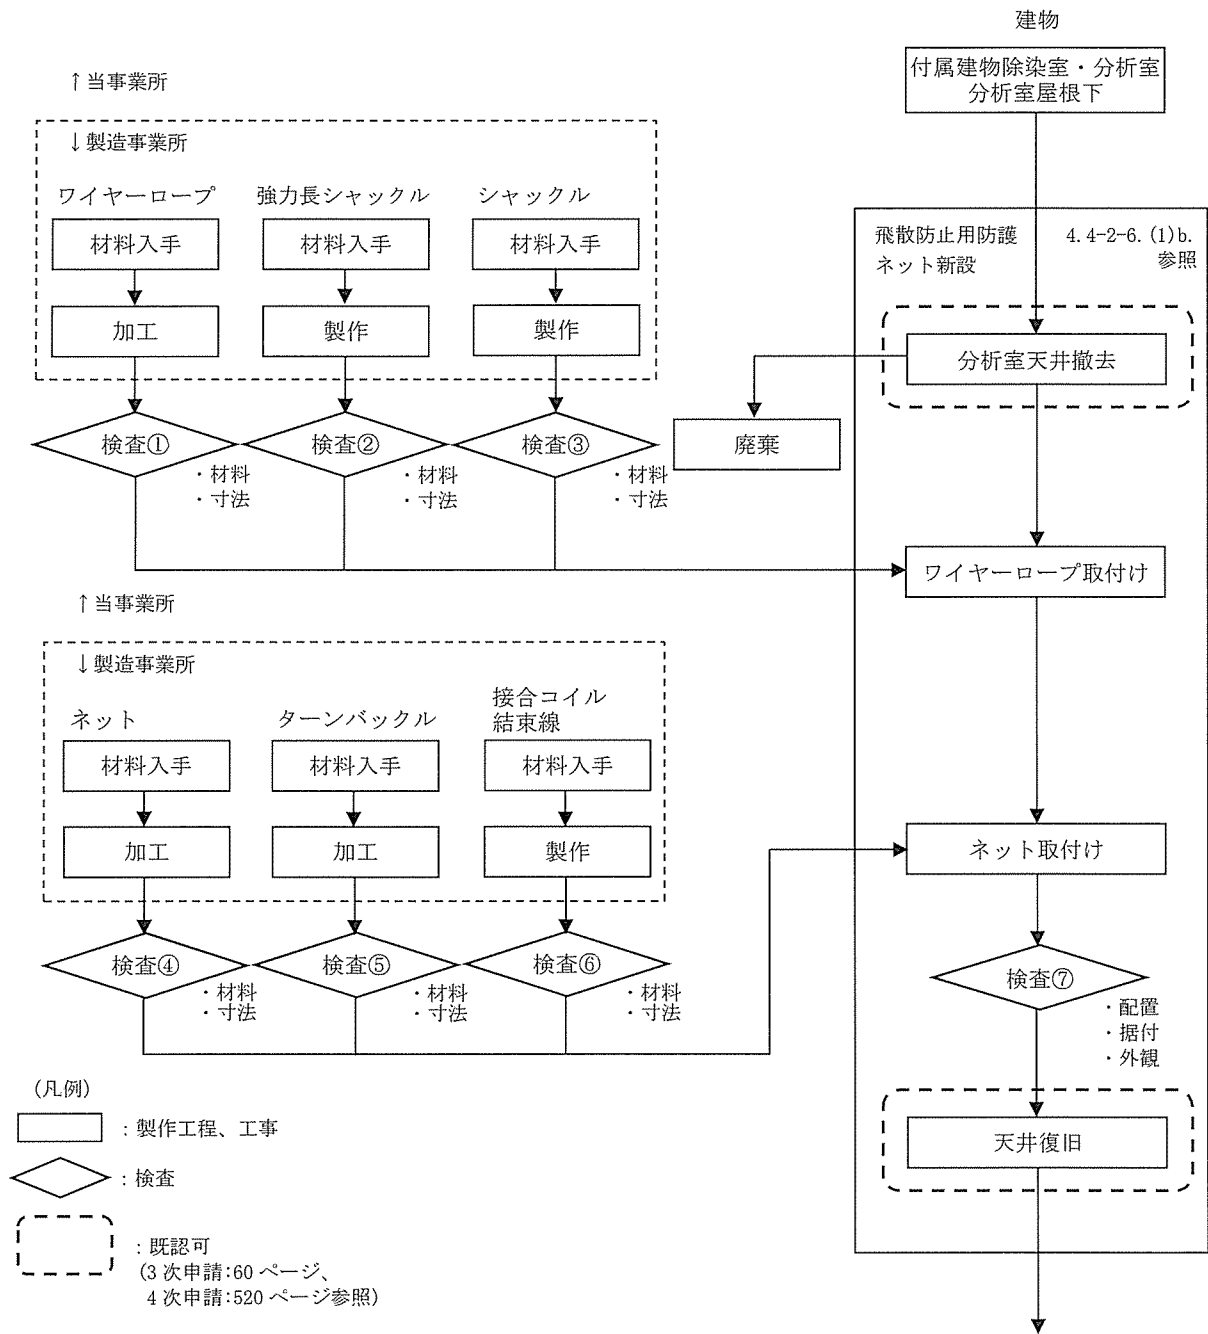 建物
付属建物除染室・分析室
分析室屋根下
↑当事業所
↓製造事業所
ワイヤーロープ
強力長シャックル
シャックル
材料入手
材料入手
材料入手
加工
製作
製作
検査①
・材料
・寸法
検査②
・材料
・寸法
検査③
・材料
・寸法
飛散防止用防護
ネット新設
4.4-2-6.(1)b.
参照
分析室天井撤去
廃棄
ワイヤーロープ取付け
↑当事業所
↓製造事業所
ネット
ターンバックル
接合コイル
結束線
材料入手
材料入手
材料入手
加工
加工
製作
検査④
・材料
・寸法
検査⑤
・材料
・寸法
検査⑥
・材料
・寸法
ネット取付け
検査⑦
・配置
・据付
・外観
天井復旧
(凡例)
:製作工程、工事
:検査
:既認可
(3次申請:60ページ、
4次申請:520ページ参照)